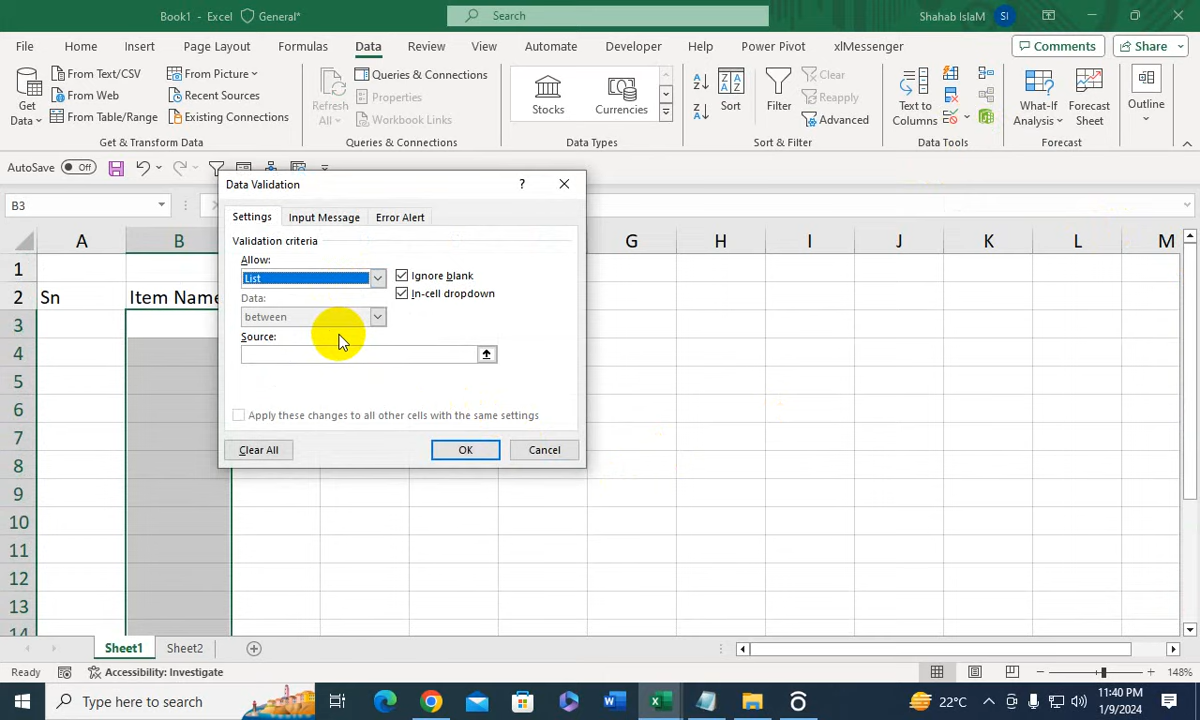 Book1 - Excel General*
Search
Shahab IslaM SI
File Home Insert Page Layout Formulas Data Review View Automate Developer Help Power Pivot xlMessenger Comments Share
From Text/CSV From Picture Queries & Connections Clear
From Web Recent Sources Properties Reapply
From Table/Range Existing Connections Workbook Links Advanced
Get Data Refresh All Stocks Currencies Sort Filter Text to Columns What-If Analysis Forecast Sheet Outline
Get & Transform Data Queries & Connections Data Types Sort & Filter Data Tools Forecast
AutoSave Off
B3
Data Validation ?
Settings Input Message Error Alert
Validation criteria
Allow:
List
Ignore blank
Data:
In-cell dropdown
between
Source:
Apply these changes to all other cells with the same settings
Clear All OK Cancel
A B G H I J K L M
1
2 Sn Item Name
3
4
5
6
7
8
9
10
11
12
13
14
Sheet1 Sheet2
Ready Accessibility: Investigate 148%
Type here to search 22°C 11:40 PM
1/9/2024